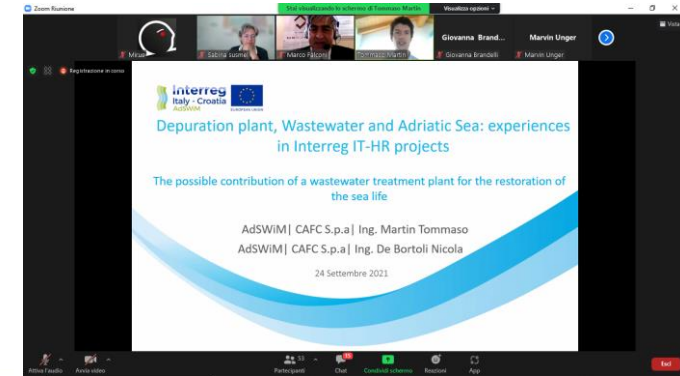 Zoom Riunione
Stai visualizzando lo schermo di Tommaso Martin
Visualizza opzioni
Vista
Mirus
Sabina susmel
Marco Falconi
Tommaso Martin
Giovanna Brand...
Giovanna Brandelli
Marvin Unger
Marvin Unger
Registrazione in corso
Interreg
Italy - Croatia
AdSWiM
EUROPEAN UNION
Depuration plant, Wastewater and Adriatic Sea: experiences
in Interreg IT-HR projects
The possible contribution of a wastewater treatment plant for the restoration of
the sea life
AdSWiM| CAFC S.p.a| Ing. Martin Tommaso
AdSWiM| CAFC S.p.a| Ing. De Bortoli Nicola
24 Settembre 2021
Attiva l'audio
Avvia video
Partecipanti
Chat
Condividi schermo
Reazioni
App
Esci